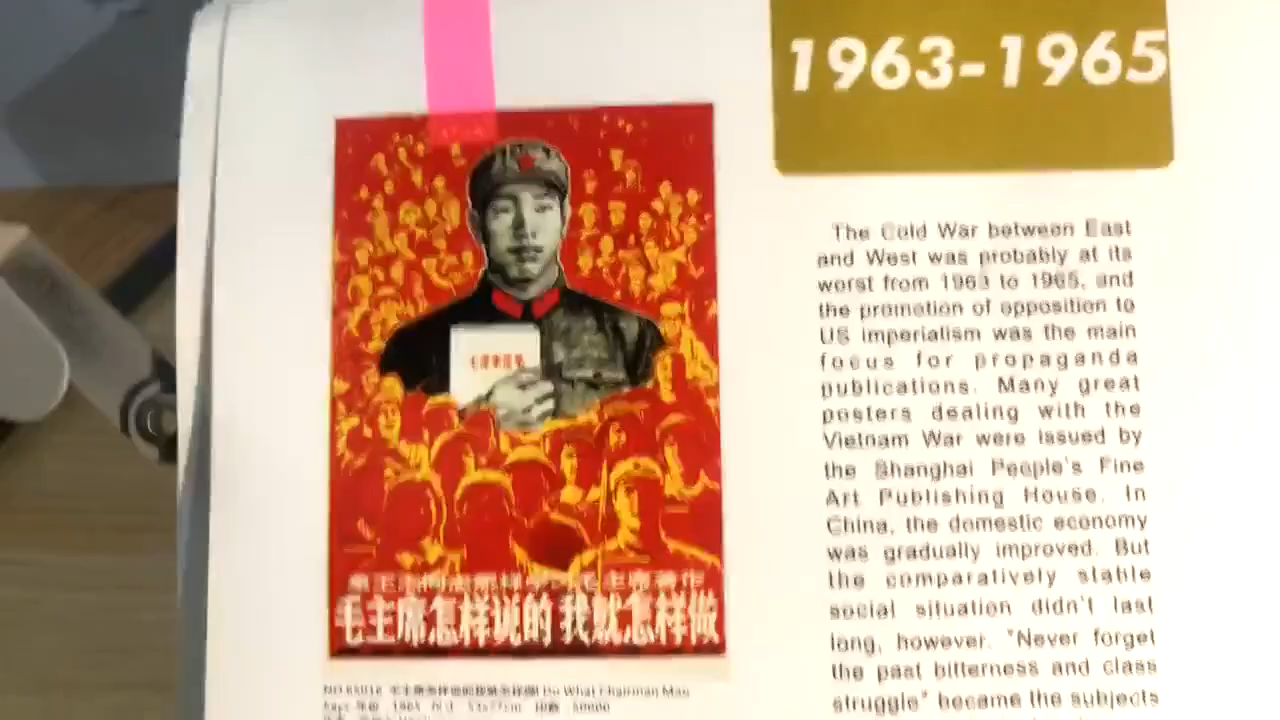 1963-1965
毛主席怎样说的 我就怎样做
Do What Chairman Mao
1965
53x77cm
The Cold War between East
and West was probably at its
worst from 1963 to 1965, and
the promotion of opposition to
US imperialism was the main
focus for propaganda
publications. Many great
posters dealing with the
Vietnam War were issued by
the Shanghai People's Fine
Art Publishing House. In
China, the domestic economy
was gradually improved. But
the comparatively stable
social situation didn't last
long, however. "Never forget
the past bitterness and class
struggle" became the subjects